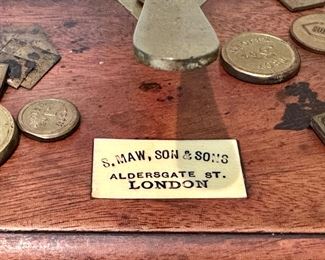 S. MAW, SON & SONS
ALDERSGATE ST.
LONDON